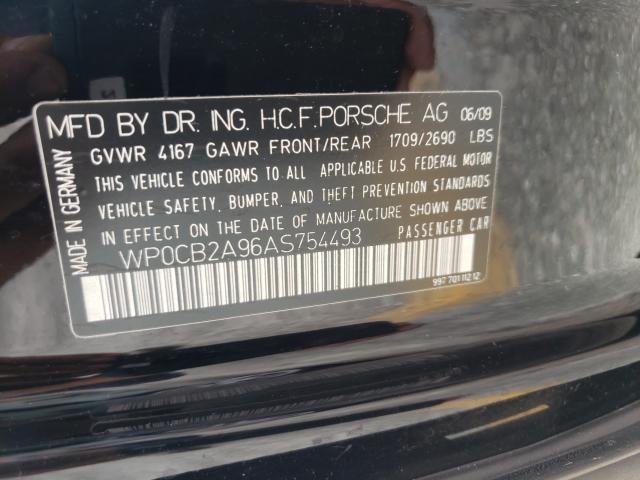 MFD BY DR. ING. H.C.F. PORSCHE AG 06/09
GVWR 4167 GAWR FRONT/REAR 1709/2690 LBS
THIS VEHICLE CONFORMS TO ALL APPLICABLE U.S. FEDERAL MOTOR
VEHICLE SAFETY, BUMPER, AND THEFT PREVENTION STANDARDS
IN EFFECT ON THE DATE OF MANUFACTURE SHOWN ABOVE
WP0CB2A96AS754493 PASSENGER CAR
MADE IN GERMANY
997 701 112 12